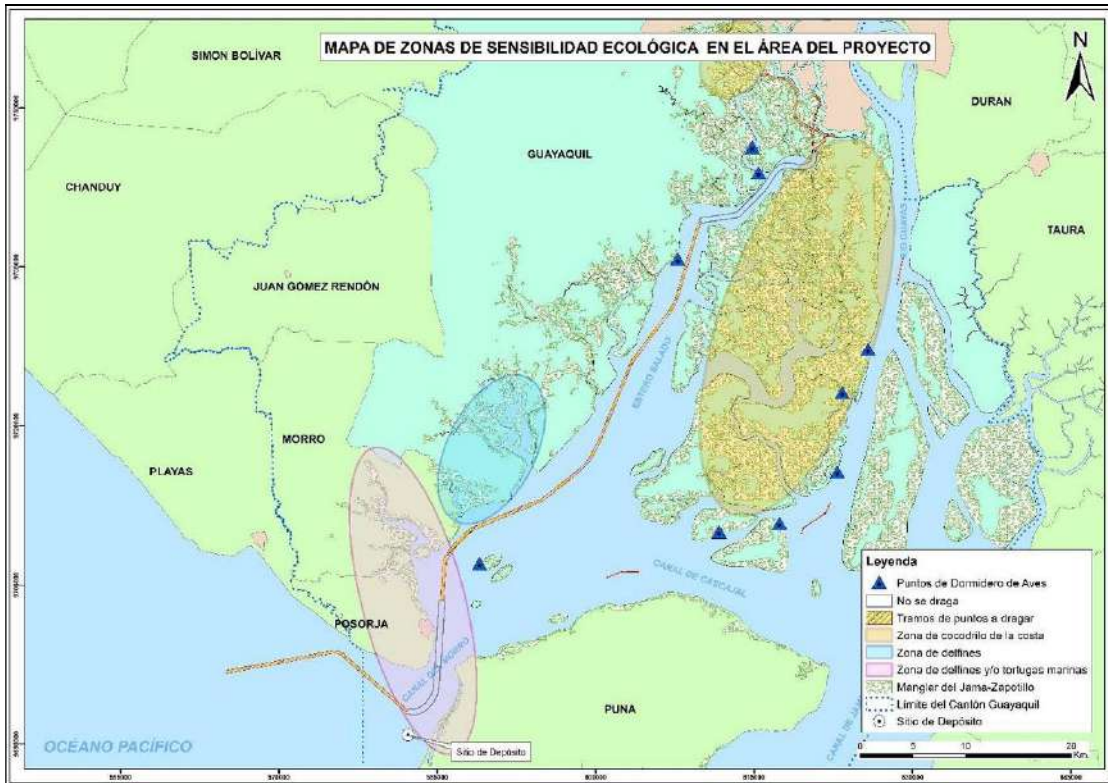 MAPA DE ZONAS DE SENSIBILIDAD ECOLÓGICA EN EL ÁREA DEL PROYECTO
N
SIMON BOLÍVAR
DURAN
GUAYAQUIL
CHANDUY
TAURA
RIO GUAYAS
JUAN GÓMEZ RENDÓN
ESTERO SALADO
MORRO
PLAYAS
CANAL DE CASCAJAL
POSORJA
CANAL DEL MORRO
PUNA
OCÉANO PACÍFICO
Sitio de Depósito
Leyenda
Puntos de Dormidero de Aves
No se draga
Tramos de puntos a dragar
Zona de cocodrilo de la costa
Zona de delfines
Zona de delfines y/o tortugas marinas
Manglar del Jama-Zapotillo
Límite del Cantón Guayaquil
Sitio de Depósito
0 5 10 20
Km.